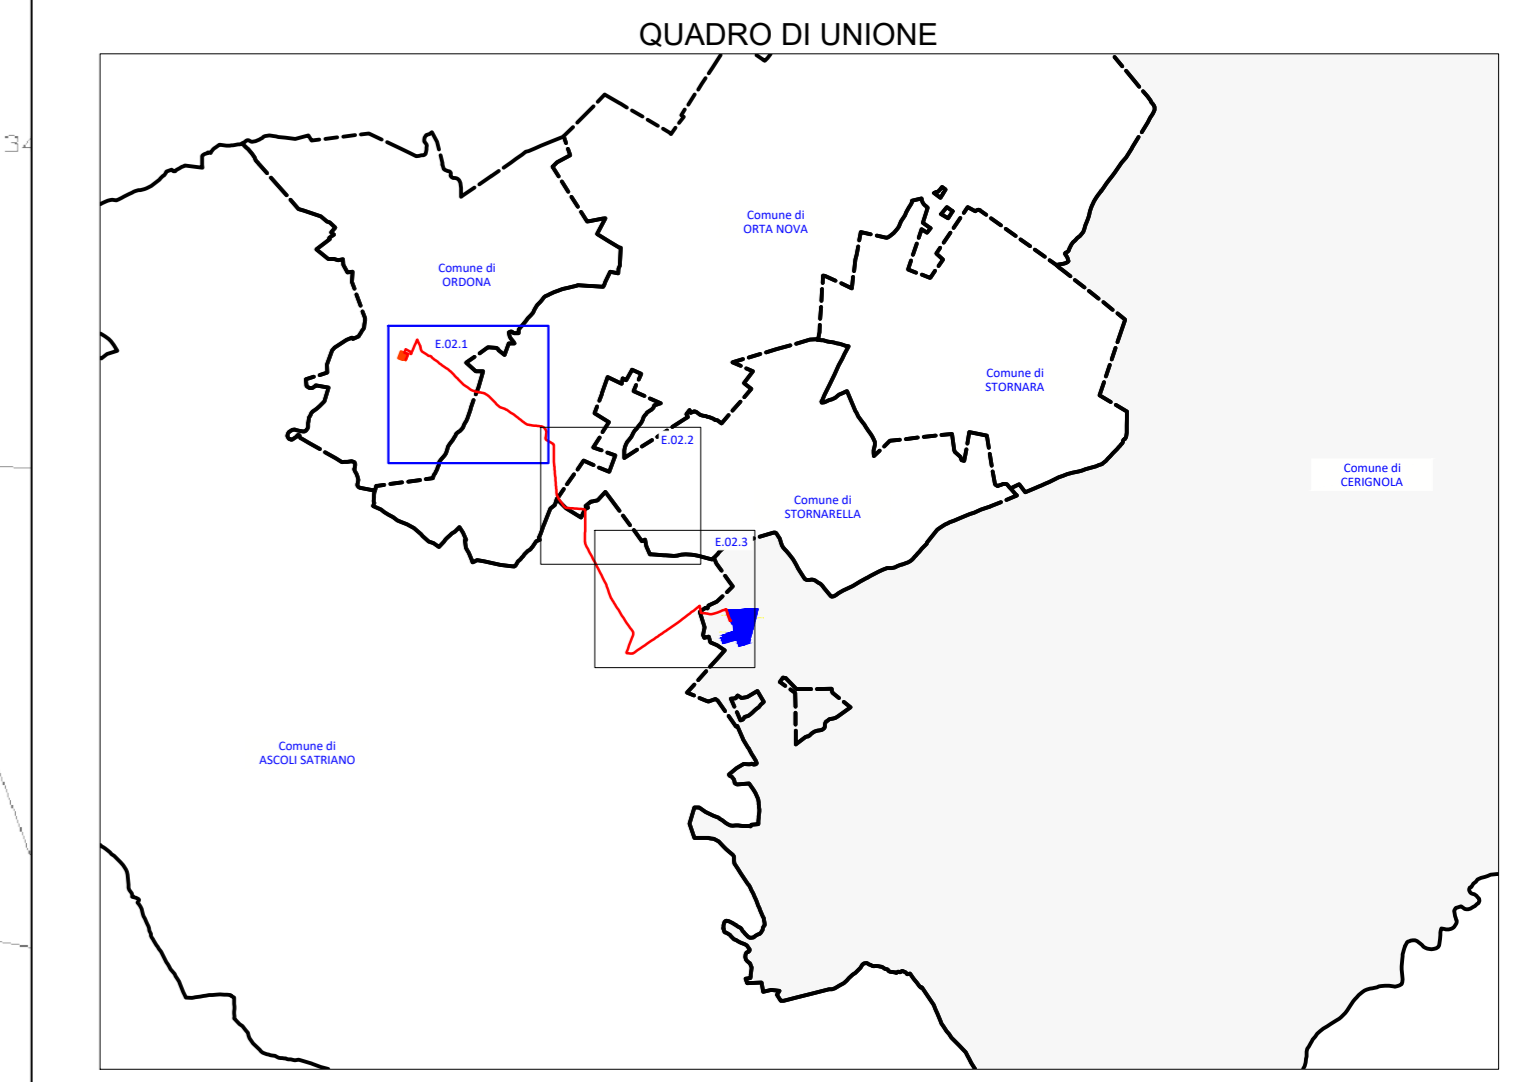 QUADRO DI UNIONE
34
Comune di
ORTA NOVA
Comune di
ORDONA
E.02.1
Comune di
STORNARA
E.02.2
Comune di
CERIGNOLA
Comune di
STORNARELLA
E.02.3
Comune di
ASCOLI SATRIANO